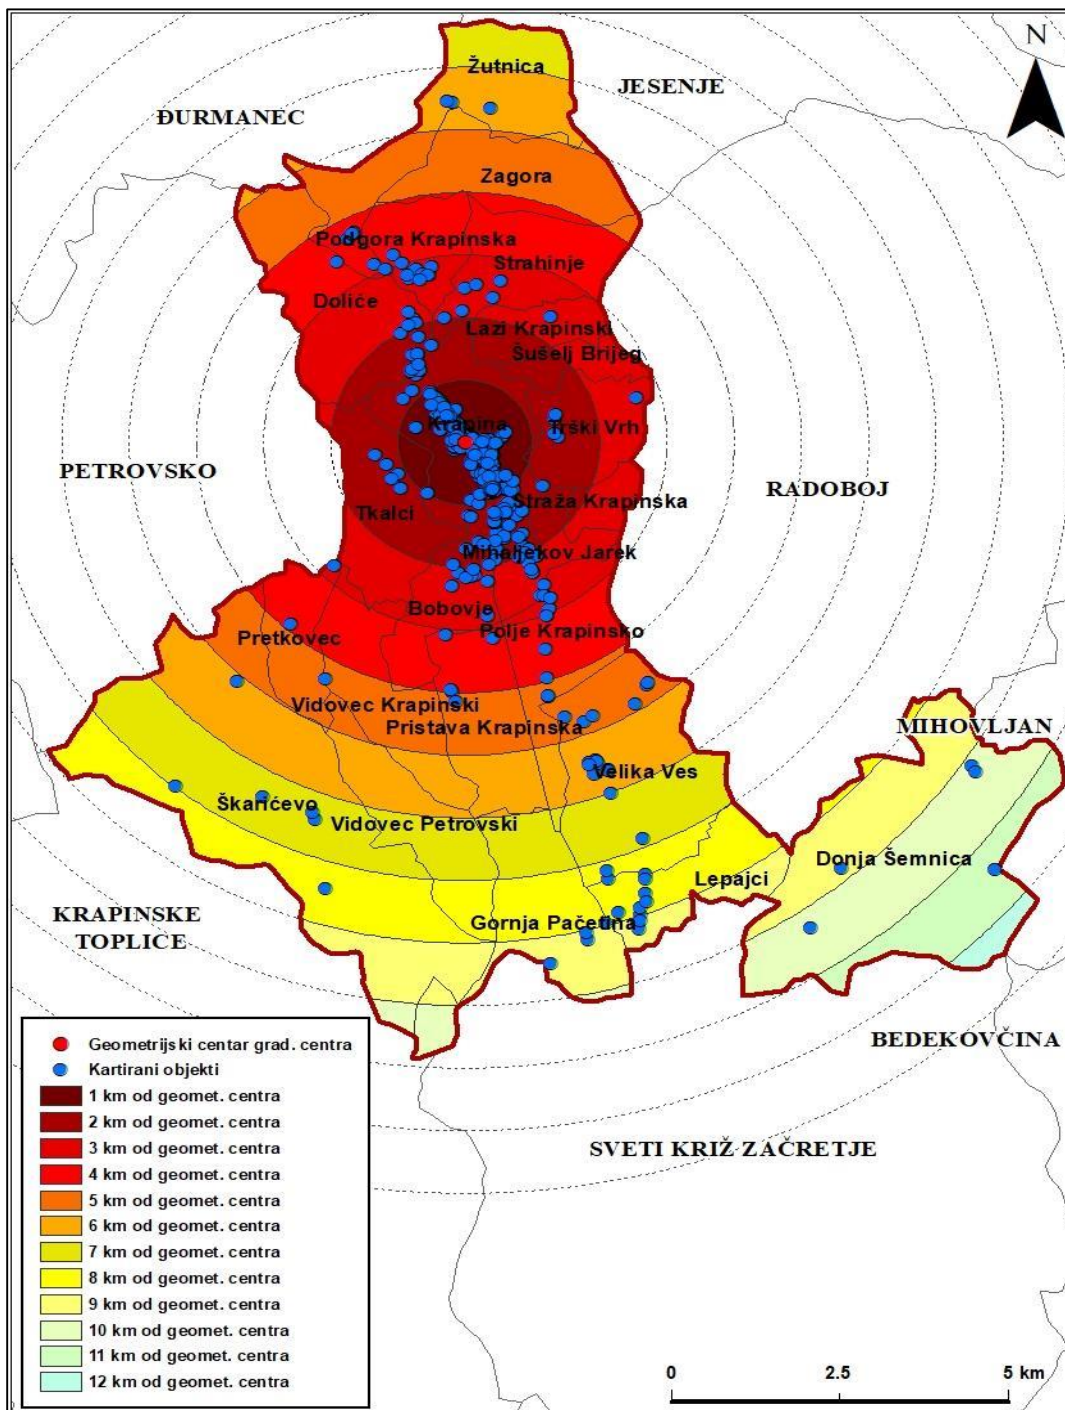 N
Žutnica
JESENJE
ĐURMANEC
Zagora
Podgora Krapinska
Strahinje
Doliće
Lazi Krapinski
Šušelj Brijeg
Krapina
Trški Vrh
PETROVSKO
RADOBOJ
Tkalci
Straža Krapinska
Mihaljekov Jarek
Bobovje
Polje Krapinsko
Pretkovec
Vidovec Krapinski
Pristava Krapinska
MIHOVLJAN
Velika Ves
Škarićevo
Vidovec Petrovski
Donja Šemnica
Lepajci
KRAPINSKE
TOPLICE
Gornja Pačetina
BEDEKOVČINA
SVETI KRIŽ ZAČRETJE
Geometrijski centar grad. centra
Kartirani objekti
1 km od geomet. centra
2 km od geomet. centra
3 km od geomet. centra
4 km od geomet. centra
5 km od geomet. centra
6 km od geomet. centra
7 km od geomet. centra
8 km od geomet. centra
9 km od geomet. centra
10 km od geomet. centra
11 km od geomet. centra
12 km od geomet. centra
0 2.5 5 km